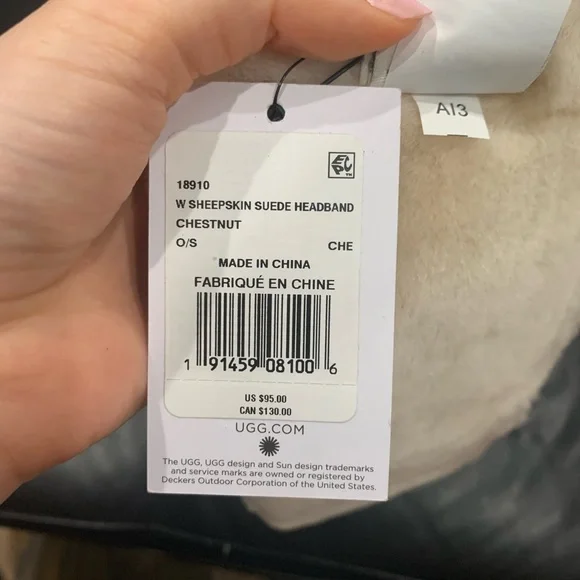 A13
EPC
18910
W SHEEPSKIN SUEDE HEADBAND
CHESTNUT
O/S CHE
MADE IN CHINA
FABRIQUÉ EN CHINE
1 91459 08100 6
US $95.00
CAN $130.00
UGG.COM
The UGG, UGG design and Sun design trademarks
and service marks are owned or registered by
Deckers Outdoor Corporation of the United States.